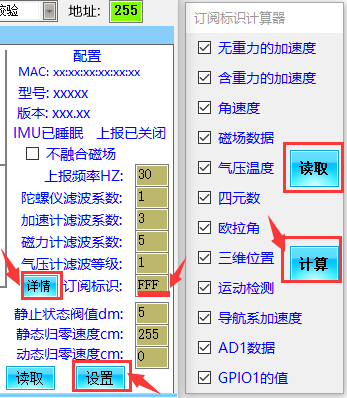 校验 地址: 255
配置
MAC: xx:xx:xx:xx:xx:xx
型号: xxxxx
版本: xxx.xx
IMU已睡眠 上报已关闭
不融合磁场
上报频率HZ: 30
陀螺仪滤波系数: 1
加速计滤波系数: 3
磁力计滤波系数: 5
气压计滤波等级: 1
详情 订阅标识: FFF
静止状态阀值dm: 5
静态归零速度cm: 255
动态归零速度cm: 0
读取 设置
订阅标识计算器
无重力的加速度
含重力的加速度
角速度
磁场数据
气压温度
四元数
欧拉角
三维位置
运动检测
导航系加速度
AD1数据
GPIO1的值
读取
计算